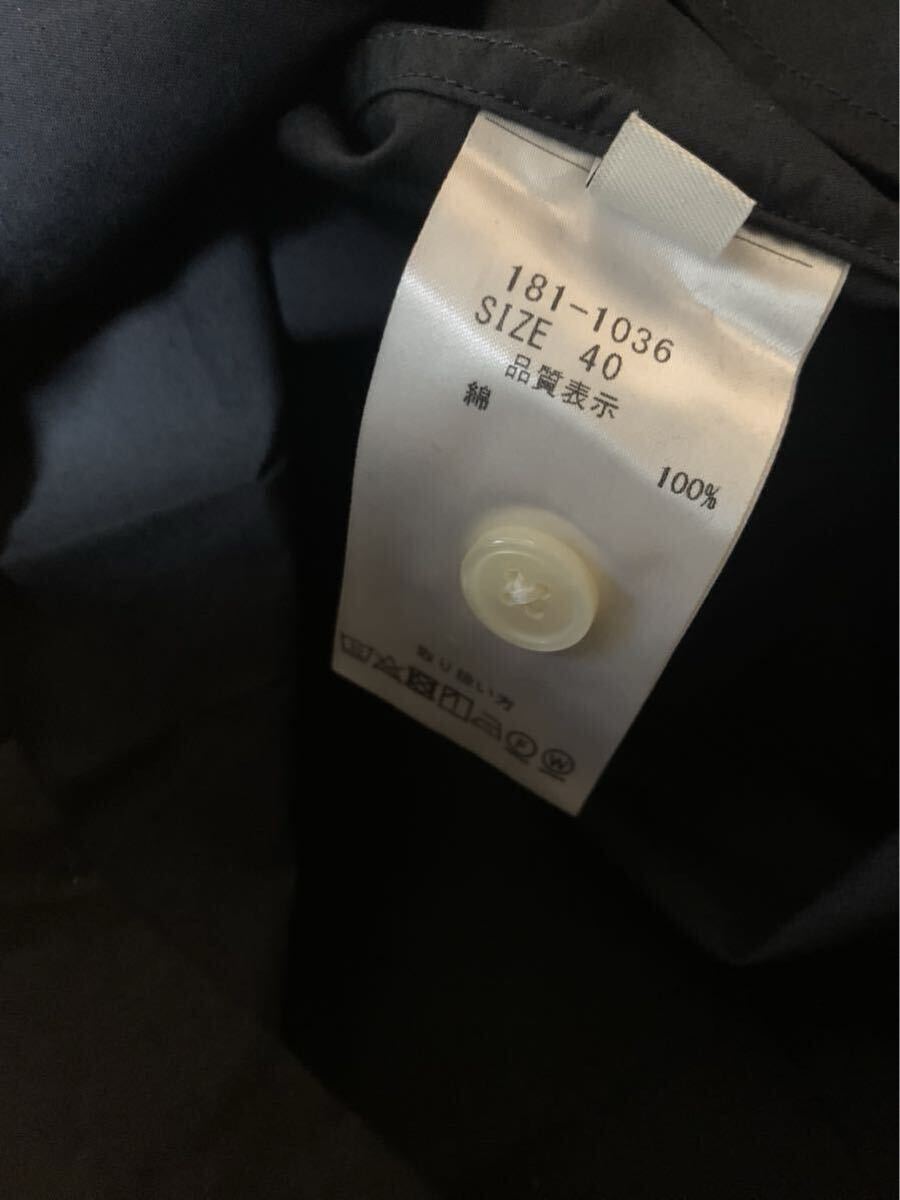 181-1036
SIZE 40
品質表示
綿 100%
取り扱い方
F W